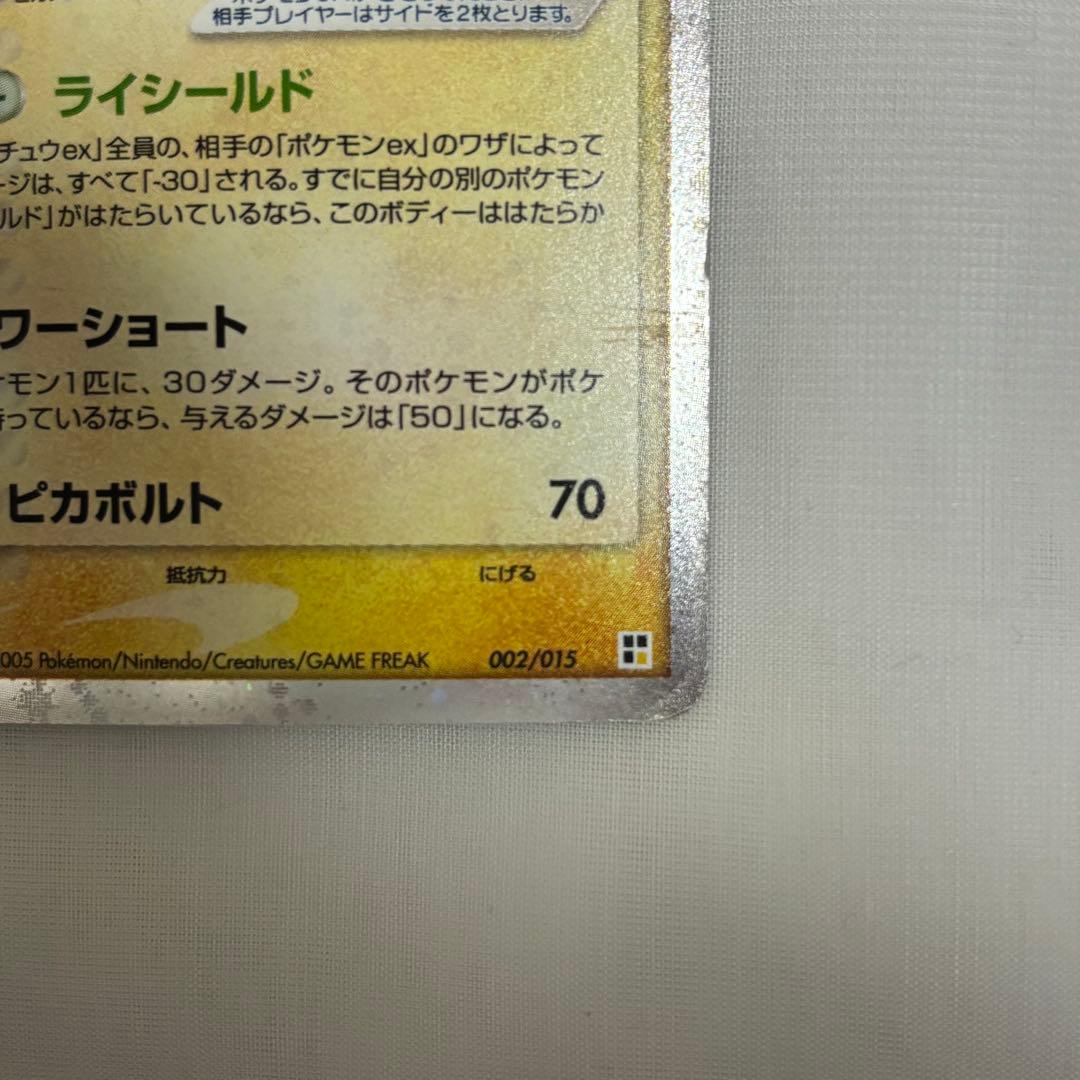 相手プレイヤーはサイドを2枚とります。
ライシールド
チュウex」全員の、相手の「ポケモンex」のワザによって
ージは、すべて「-30」される。すでに自分の別のポケモン
ルド」がはたらいているなら、このボディーははたらか
ワーショート
モン1匹に、30ダメージ。そのポケモンがポケ
っているなら、与えるダメージは「50」になる。
ピカボルト 70
抵抗力 にげる
005 Pokémon/Nintendo/Creatures/GAME FREAK 002/015